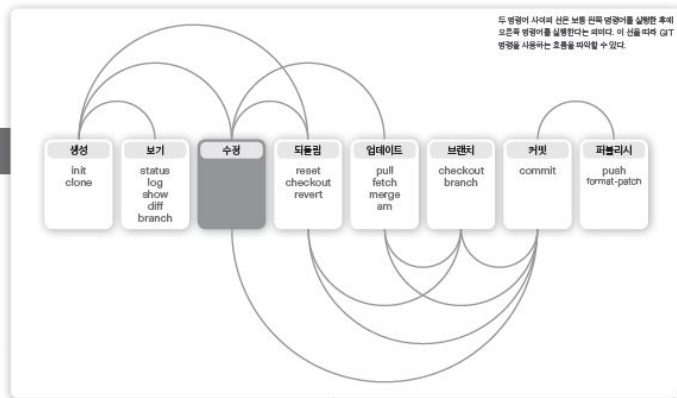 두 명령어 사이의 선은 보통 왼쪽 명령어를 실행한 후에
오른쪽 명령어를 실행한다는 의미다. 이 선을 따라 GIT
명령을 사용하는 흐름을 파악할 수 있다.
생성
init
clone
보기
status
log
show
diff
branch
수정
되돌림
reset
checkout
revert
업데이트
pull
fetch
merge
am
브랜치
checkout
branch
커밋
commit
퍼블리시
push
format-patch